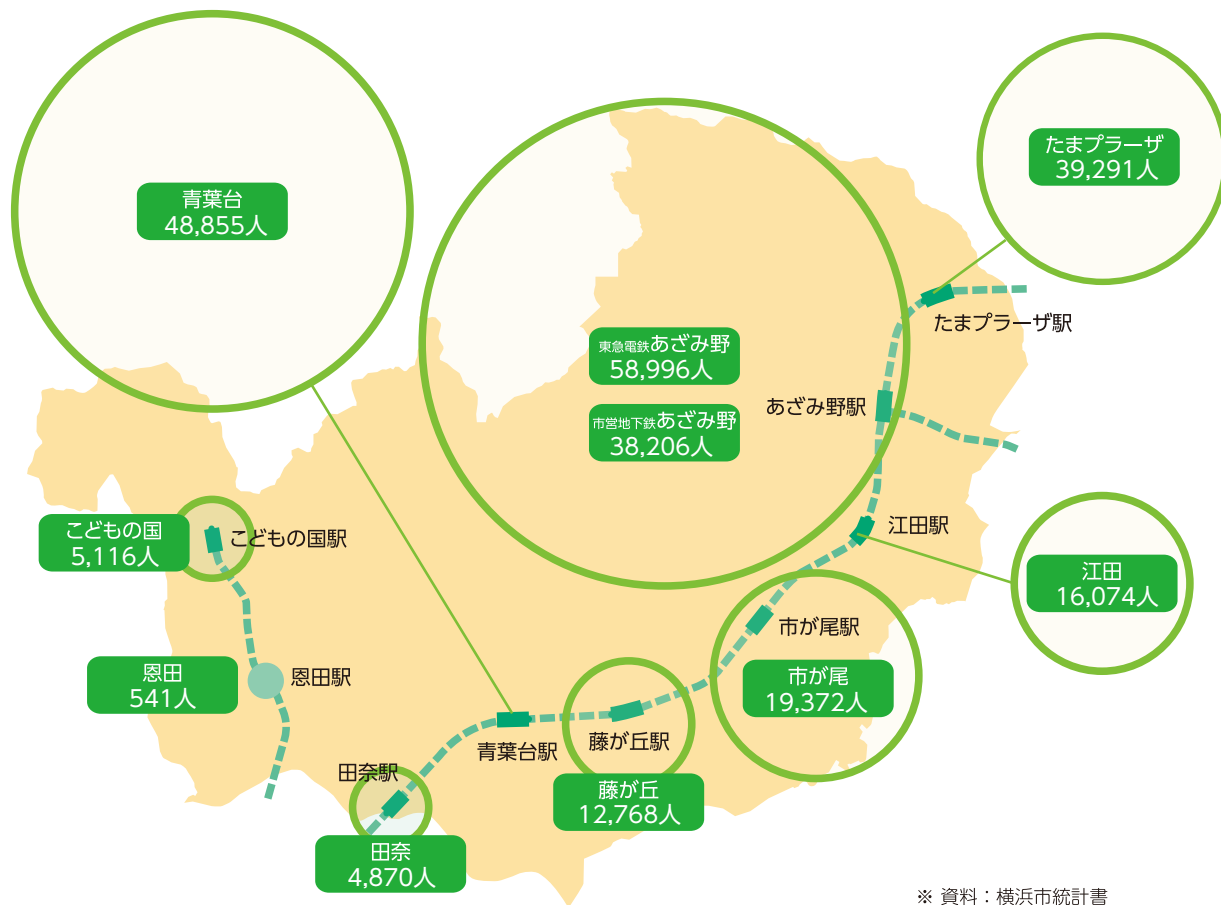 青葉台
48,855人
たまプラーザ
39,291人
たまプラーザ駅
東急電鉄あざみ野
58,996人
市営地下鉄あざみ野
38,206人
あざみ野駅
こどもの国
5,116人
こどもの国駅
江田駅
江田
16,074人
市が尾駅
市が尾
19,372人
恩田
541人
恩田駅
青葉台駅
藤が丘駅
藤が丘
12,768人
田奈駅
田奈
4,870人
※ 資料：横浜市統計書